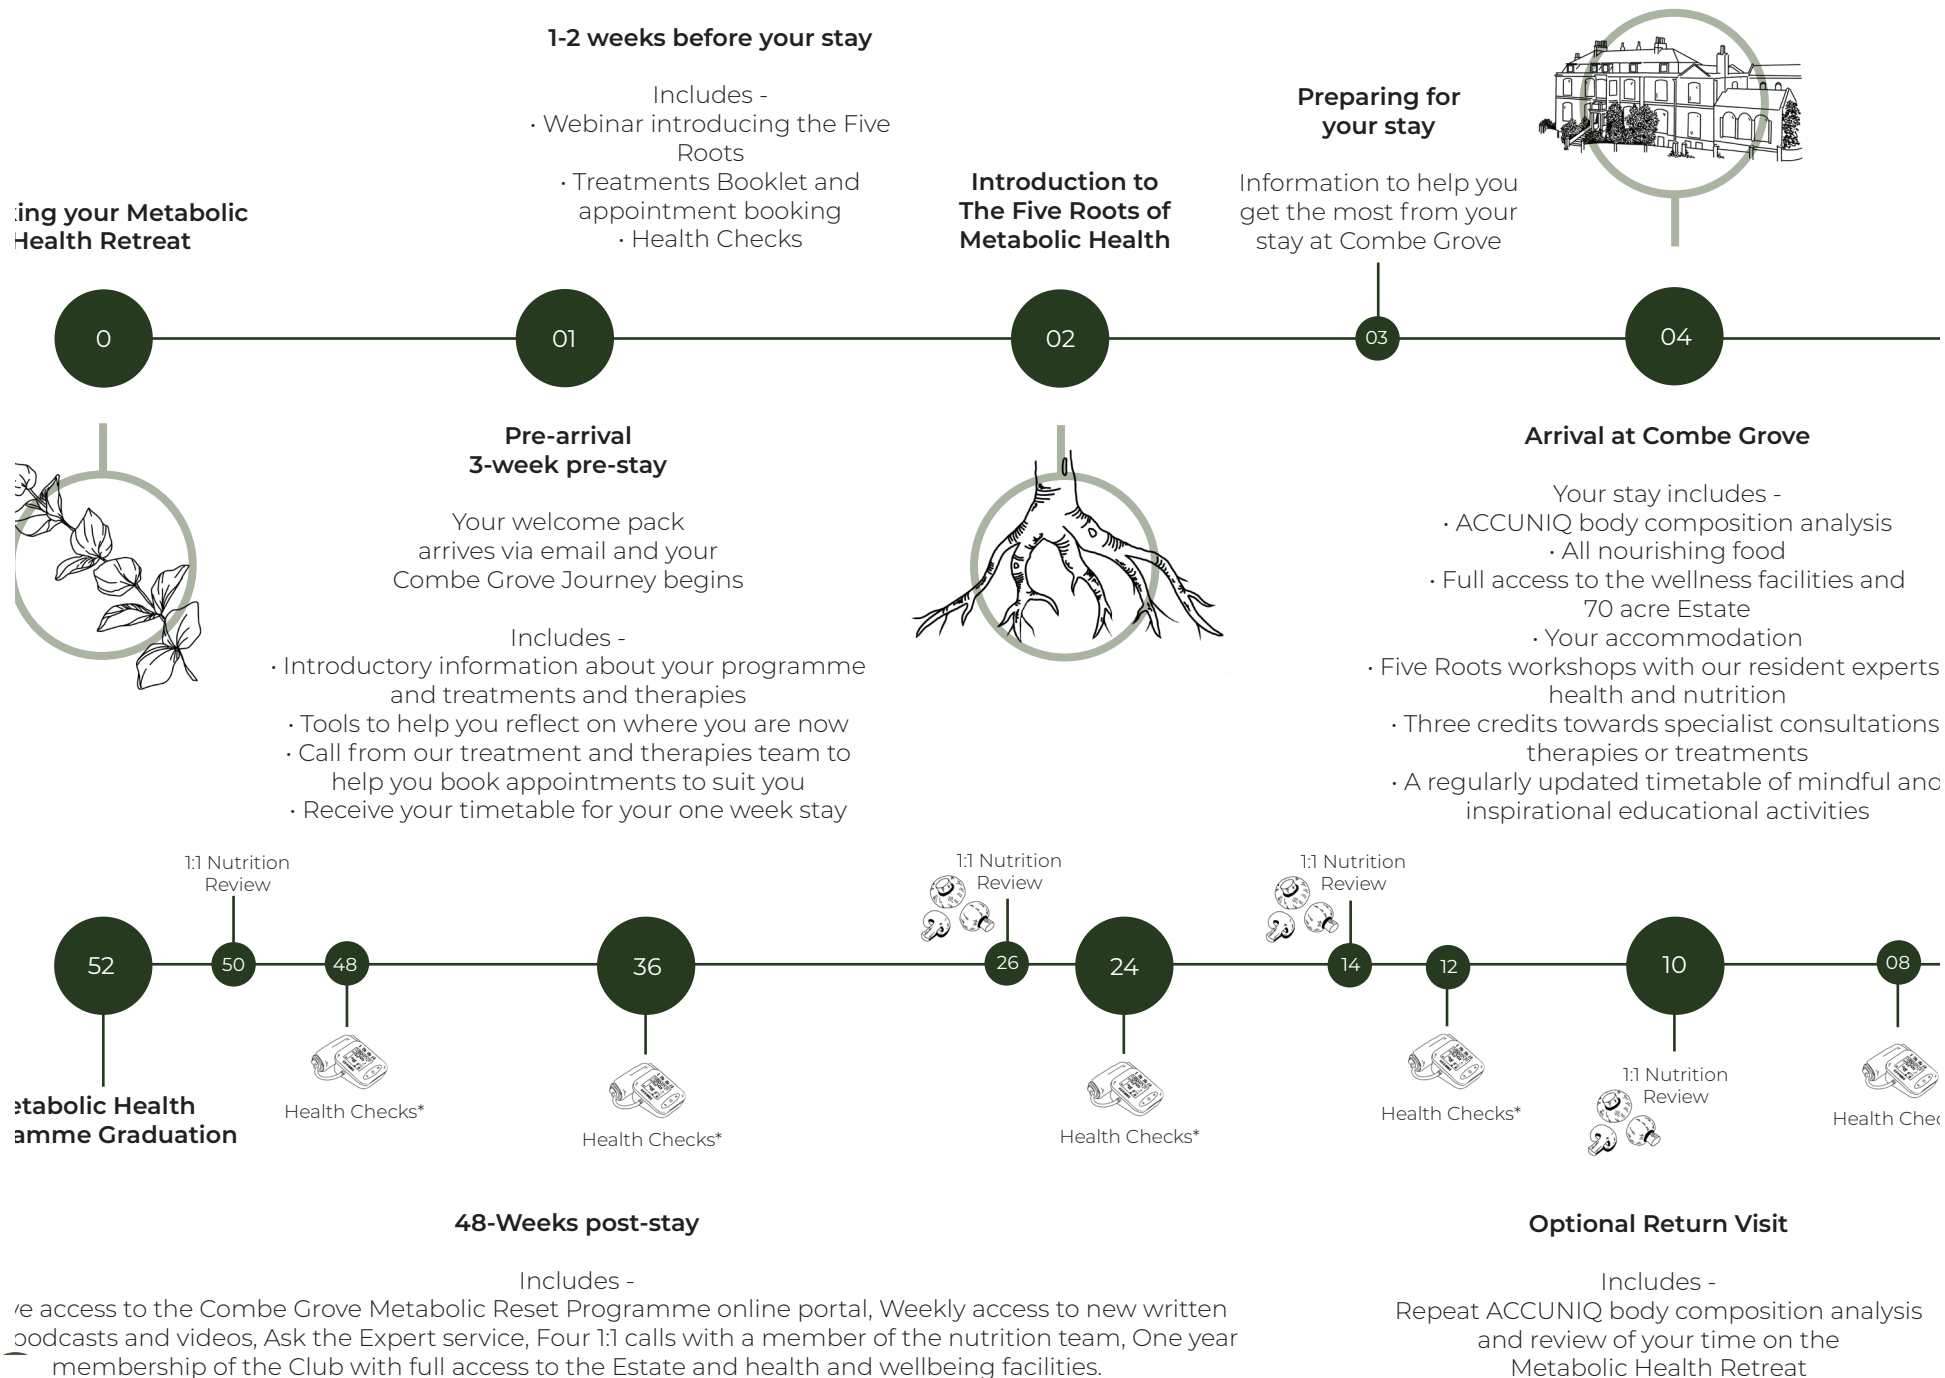 1-2 weeks before your stay
Includes -
· Webinar introducing the Five
Roots
· Treatments Booklet and
appointment booking
· Health Checks
Preparing for
your stay
Information to help you
get the most from your
stay at Combe Grove
Introduction to
The Five Roots of
Metabolic Health
your Metabolic
Health Retreat
0
01
02
03
04
Pre-arrival
3-week pre-stay
Your welcome pack
arrives via email and your
Combe Grove Journey begins
Includes -
· Introductory information about your programme
and treatments and therapies
· Tools to help you reflect on where you are now
· Call from our treatment and therapies team to
help you book appointments to suit you
· Receive your timetable for your one week stay
Arrival at Combe Grove
Your stay includes -
· ACCUNIQ body composition analysis
· All nourishing food
· Full access to the wellness facilities and
70 acre Estate
· Your accommodation
· Five Roots workshops with our resident experts
health and nutrition
· Three credits towards specialist consultations
therapies or treatments
· A regularly updated timetable of mindful and
inspirational educational activities
1:1 Nutrition
Review
1:1 Nutrition
Review
1:1 Nutrition
Review
52
50
48
36
26
24
14
12
10
08
Health Checks*
Health Checks*
Health Checks*
Health Checks*
1:1 Nutrition
Review
Health
Health
Graduation
48-Weeks post-stay
Includes -
access to the Combe Grove Metabolic Reset Programme online portal, Weekly access to new written
podcasts and videos, Ask the Expert service, Four 1:1 calls with a member of the nutrition team, One year
membership of the Club with full access to the Estate and health and wellbeing facilities.
Optional Return Visit
Includes -
Repeat ACCUNIQ body composition analysis
and review of your time on the
Metabolic Health Retreat